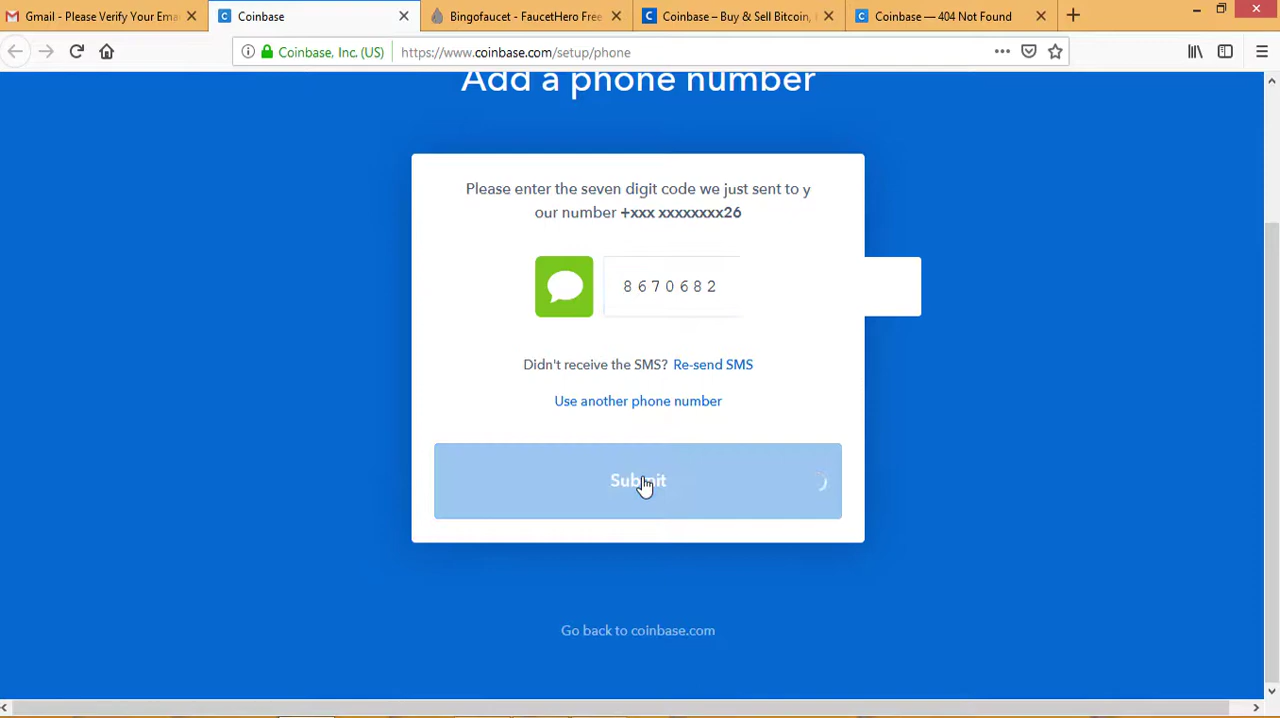 Gmail - Please Verify Your Ema
Coinbase
Bingofaucet - FaucetHero Free
Coinbase – Buy & Sell Bitcoin,
Coinbase — 404 Not Found
Coinbase, Inc. (US)
https://www.coinbase.com/setup/phone
Add a phone number
Please enter the seven digit code we just sent to y
our number +xxx xxxxxxxx26
8670682
Didn't receive the SMS? Re-send SMS
Use another phone number
Submit
Go back to coinbase.com